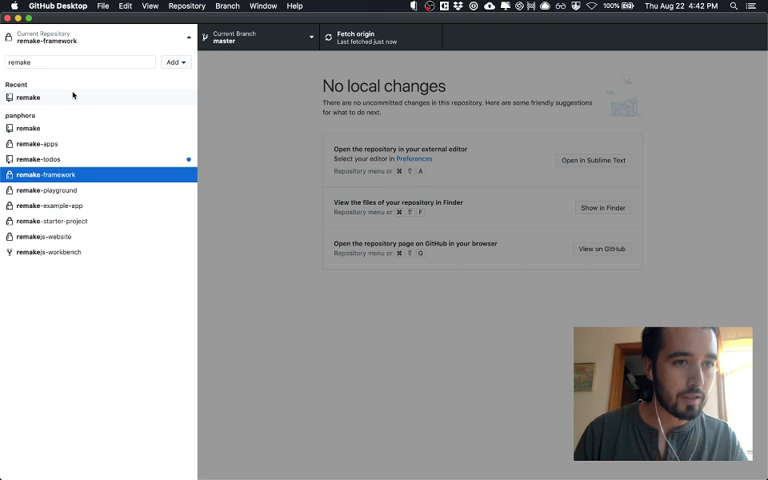 GitHub Desktop File Edit View Repository Branch Window Help 100% Thu Aug 22 4:42 PM
Current Repository
remake-framework
Current Branch
master
Fetch origin
Last fetched just now
remake
Add
Recent
remake
panphora
remake
remake-apps
remake-todos
remake-framework
remake-playground
remake-example-app
remake-starter-project
remakejs-website
remakejs-workbench
No local changes
There are no uncommitted changes in this repository. Here are some friendly suggestions
for what to do next.
Open the repository in your external editor
Select your editor in Preferences
Repository menu or ⌘ ⇧ A
Open in Sublime Text
View the files of your repository in Finder
Repository menu or ⌘ ⇧ F
Show in Finder
Open the repository page on GitHub in your browser
Repository menu or ⌘ ⇧ G
View on GitHub